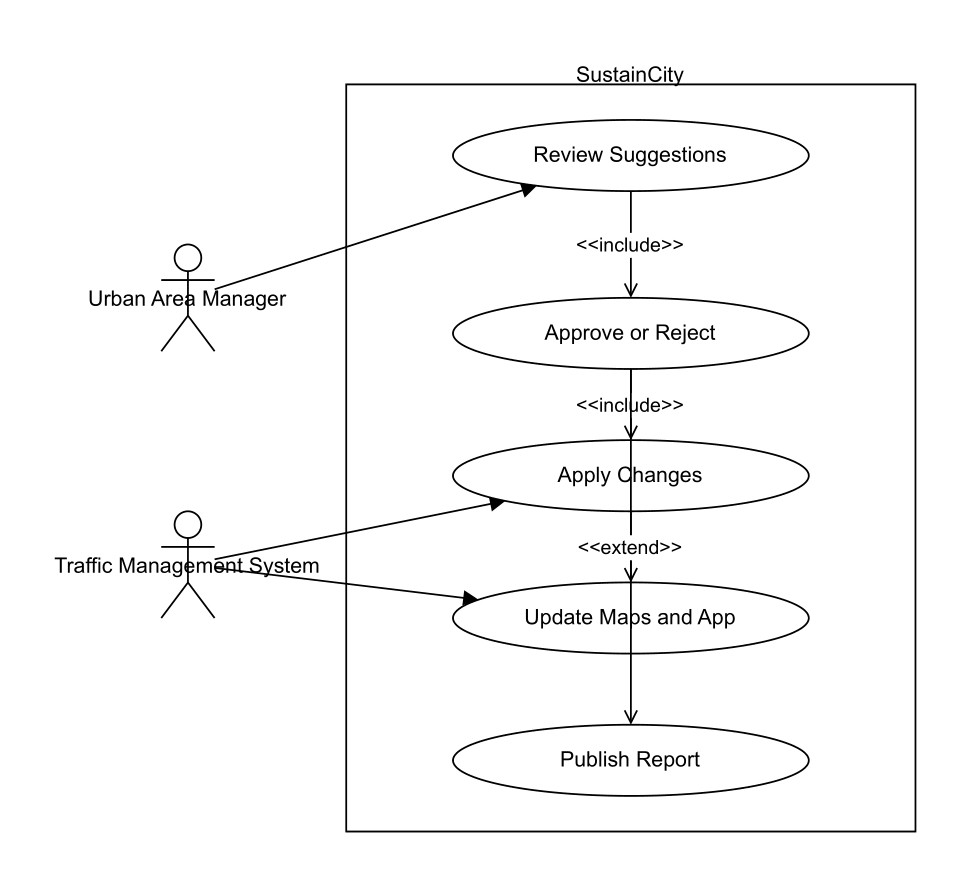 SustainCity
Review Suggestions
<<include>>
Urban Area Manager
Approve or Reject
<<include>>
Apply Changes
<<extend>>
Traffic Management System
Update Maps and App
Publish Report